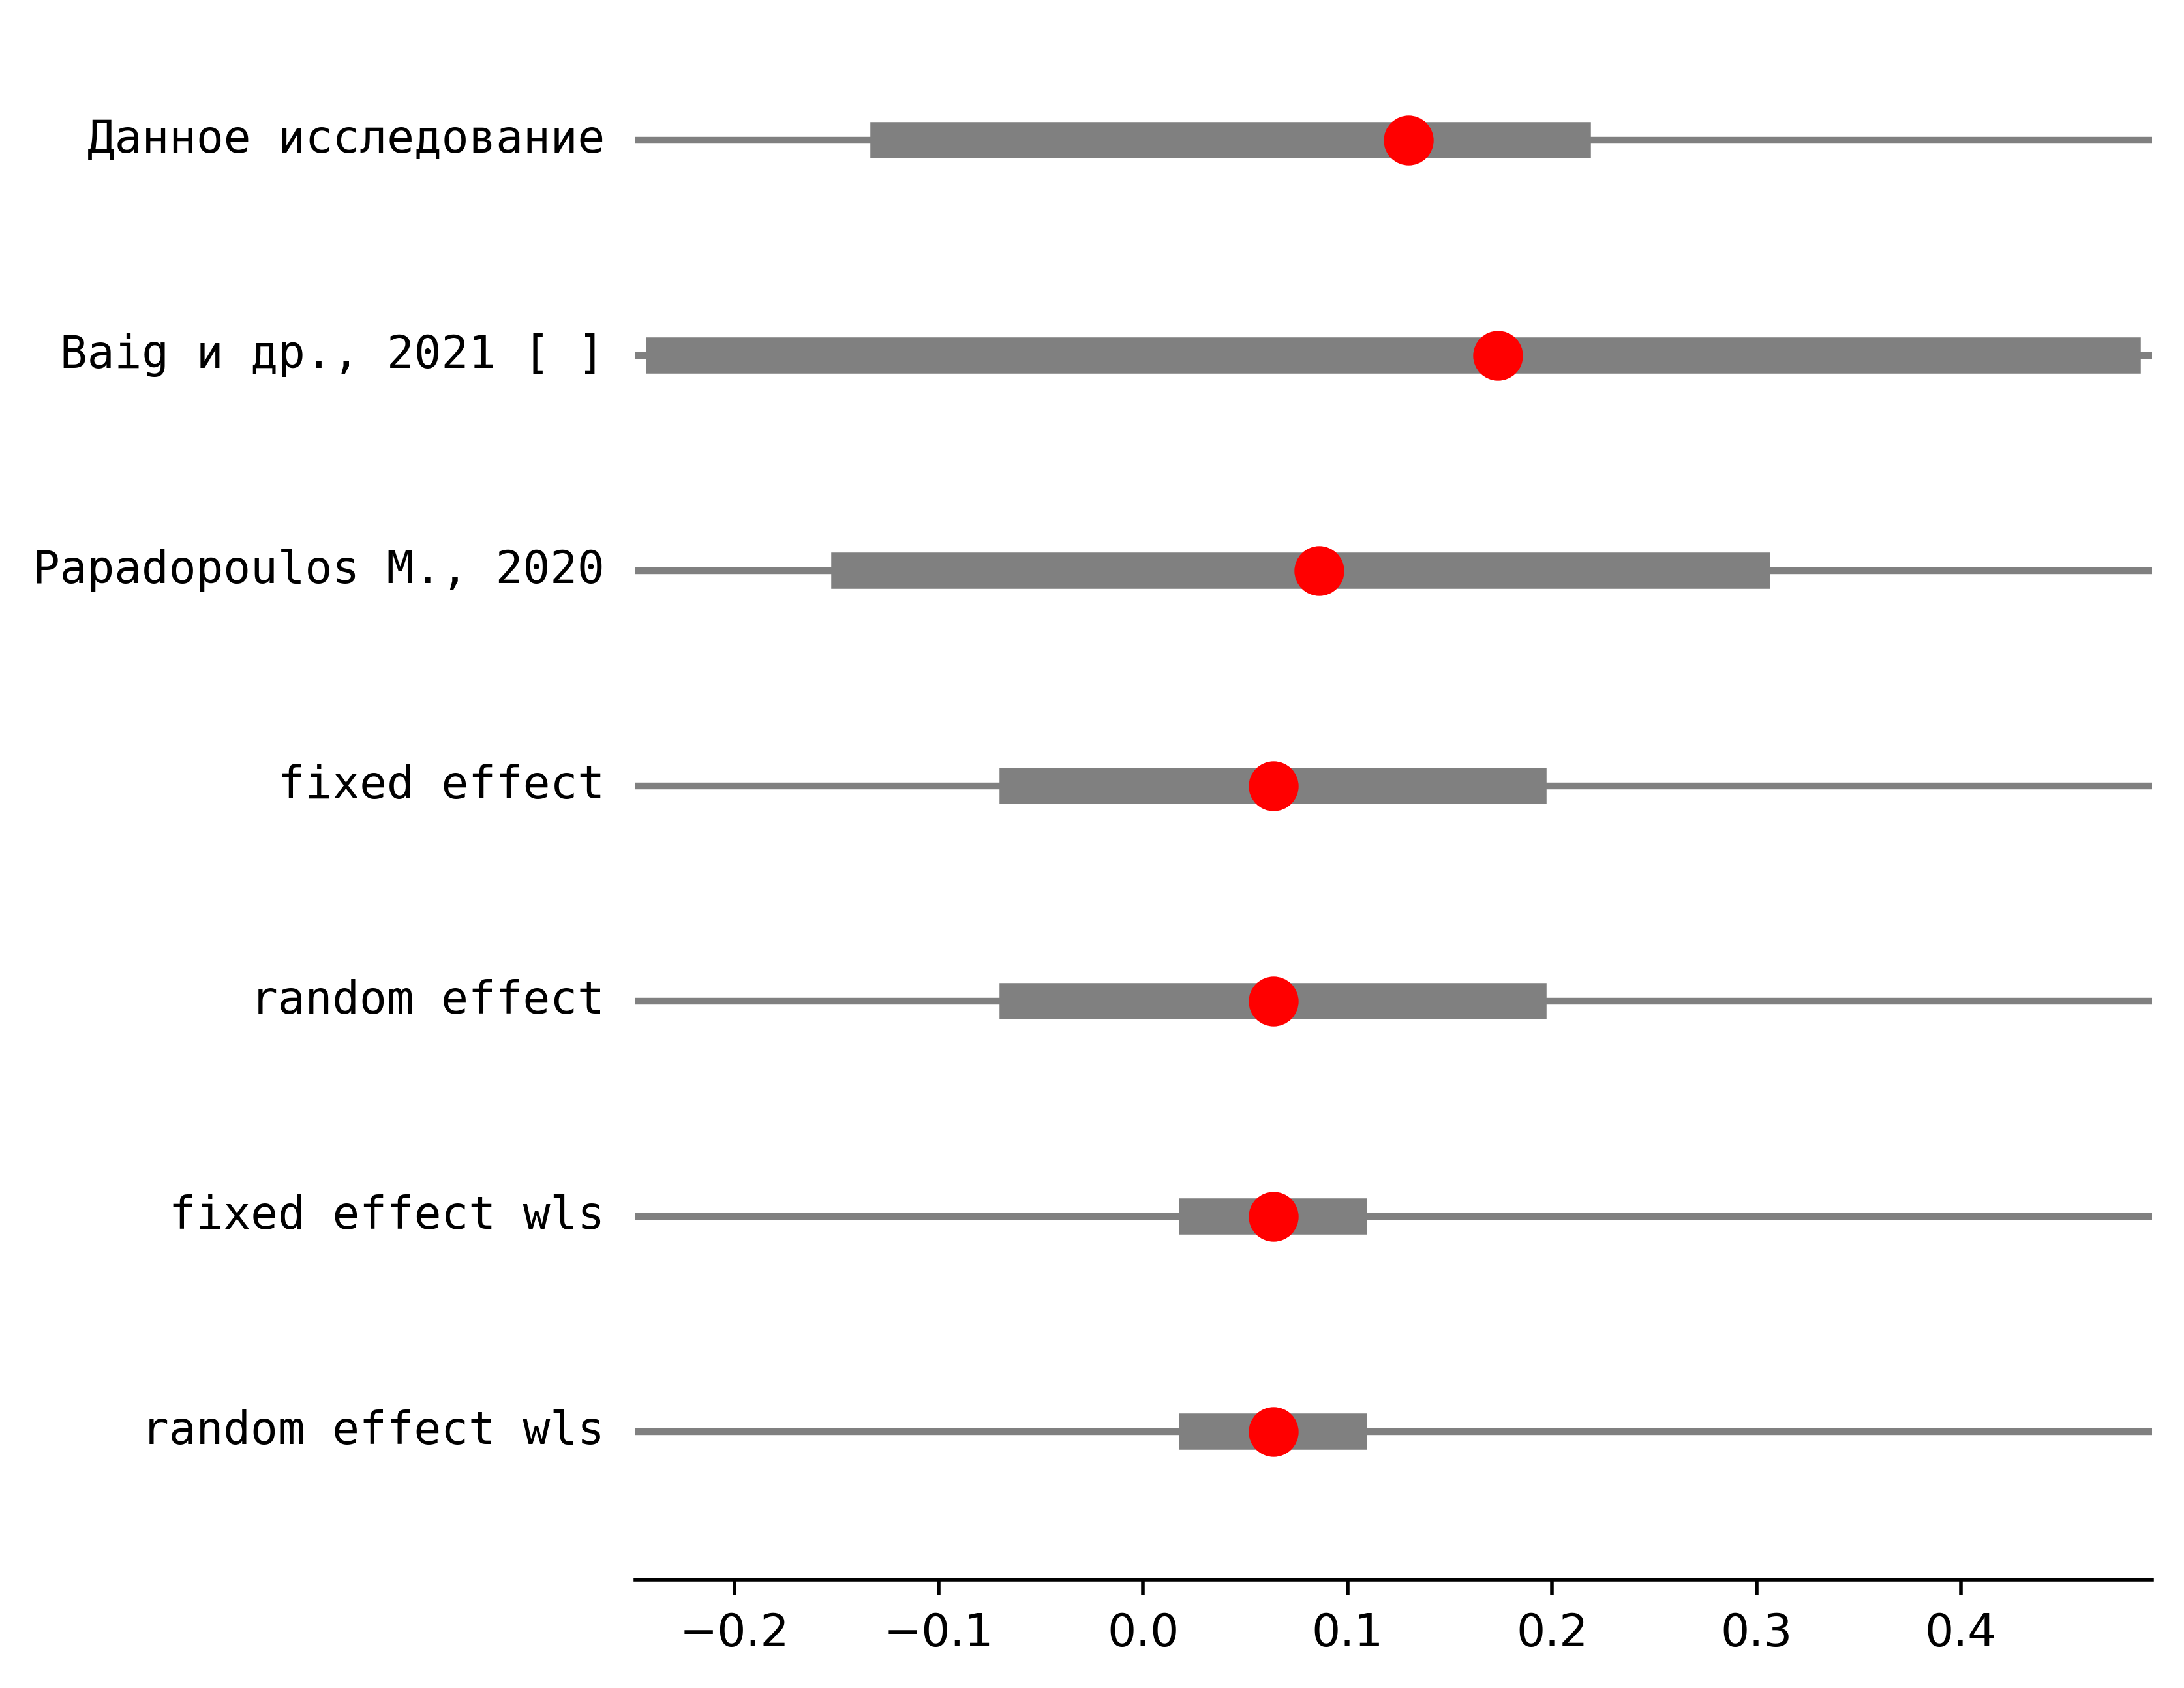 Данное исследование
Baig и др., 2021 [ ]
Papadopoulos M., 2020
fixed effect
random effect
fixed effect wls
random effect wls
−0.2 −0.1 0.0 0.1 0.2 0.3 0.4